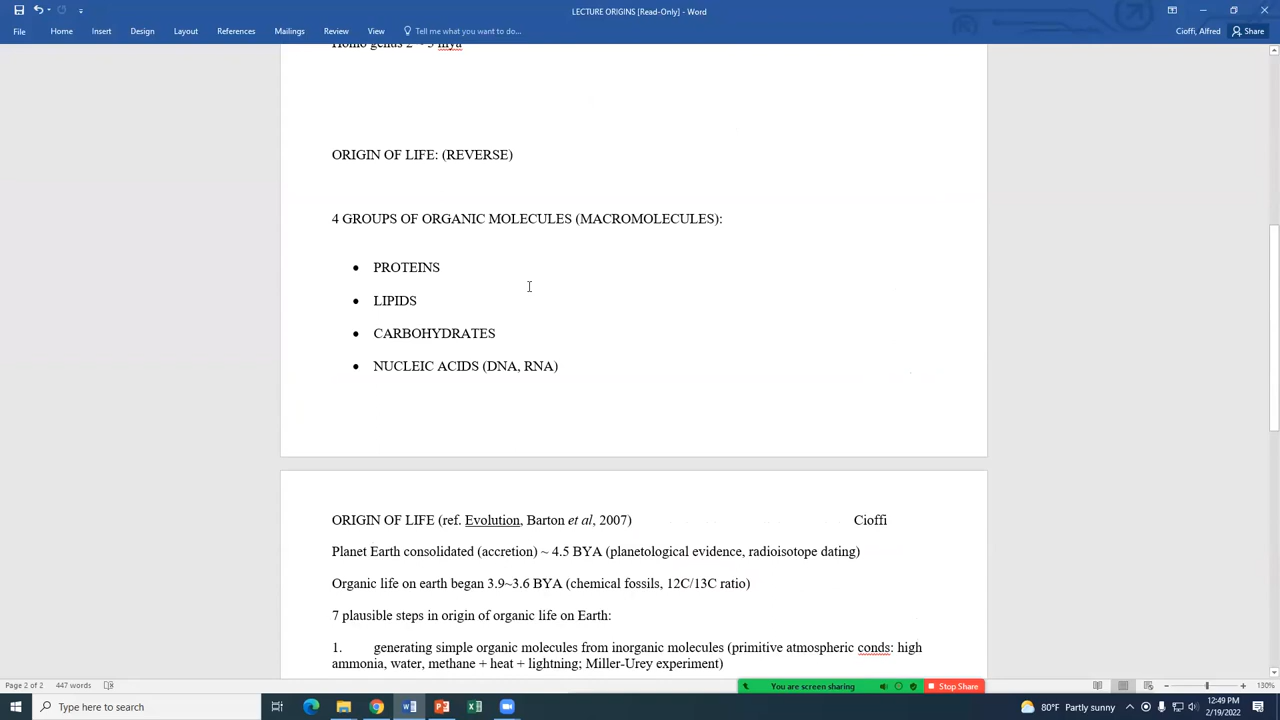 LECTURE ORIGINS [Read-Only] - Word
File Home Insert Design Layout References Mailings Review View Tell me what you want to do... Cioffi, Alfred Share
Homo genus 2 ~ 3 mya
ORIGIN OF LIFE: (REVERSE)
4 GROUPS OF ORGANIC MOLECULES (MACROMOLECULES):
• PROTEINS
• LIPIDS
• CARBOHYDRATES
• NUCLEIC ACIDS (DNA, RNA)
ORIGIN OF LIFE (ref. Evolution, Barton et al, 2007) Cioffi
Planet Earth consolidated (accretion) ~ 4.5 BYA (planetological evidence, radioisotope dating)
Organic life on earth began 3.9~3.6 BYA (chemical fossils, 12C/13C ratio)
7 plausible steps in origin of organic life on Earth:
1. generating simple organic molecules from inorganic molecules (primitive atmospheric conds: high
ammonia, water, methane + heat + lightning; Miller-Urey experiment)
Page 2 of 2 447 words You are screen sharing Stop Share 130%
Type here to search 80°F Partly sunny 12:49 PM
2/19/2022